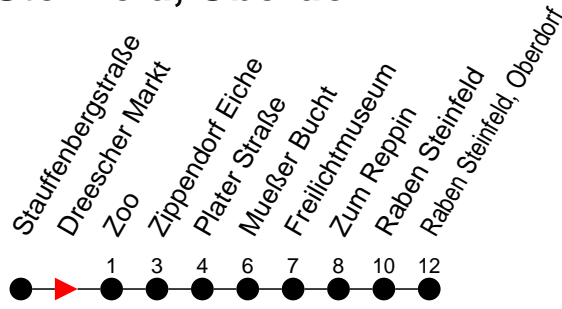 Stauffenbergstraße
Dreescher Markt
Zoo
Zippendorf Eiche
Plater Straße
Mueßer Bucht
Freilichtmuseum
Zum Reppin
Raben Steinfeld
Raben Steinfeld, Oberdorf
1 3 4 6 7 8 10 12